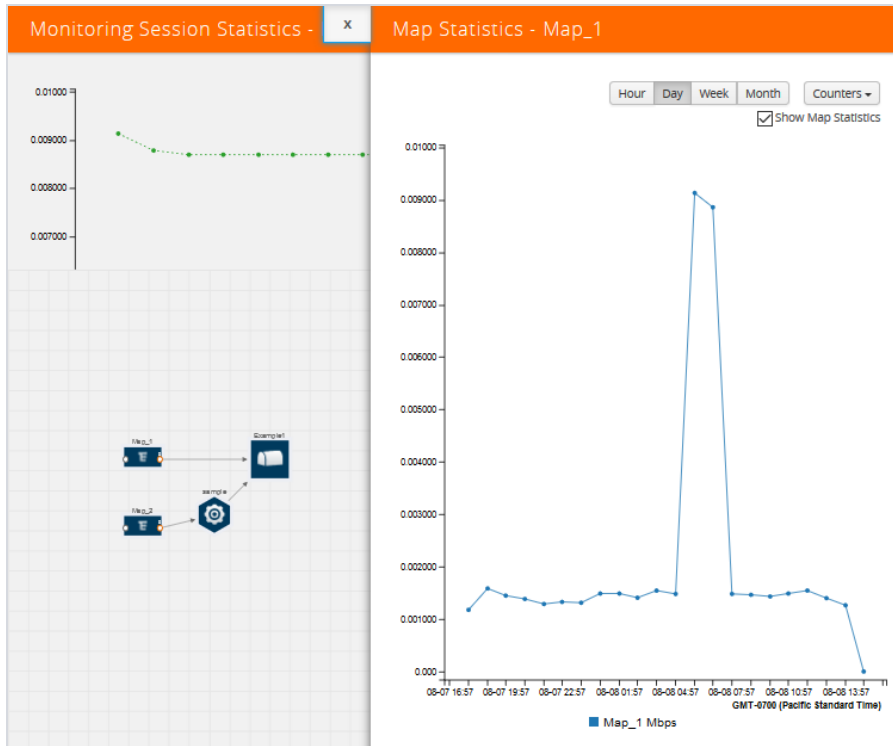 Monitoring Session Statistics -
x
0.01000
0.009000
0.008000
0.007000
Map_1
Example1
sample
Map_2
Map Statistics - Map_1
Hour Day Week Month Counters
Show Map Statistics
0.01000
0.009000
0.008000
0.007000
0.006000
0.005000
0.004000
0.003000
0.002000
0.001000
0.000
08-07 16:57 08-07 19:57 08-07 22:57 08-08 01:57 08-08 04:57 08-08 07:57 08-08 10:57 08-08 13:57
GMT-0700 (Pacific Standard Time)
Map_1 Mbps